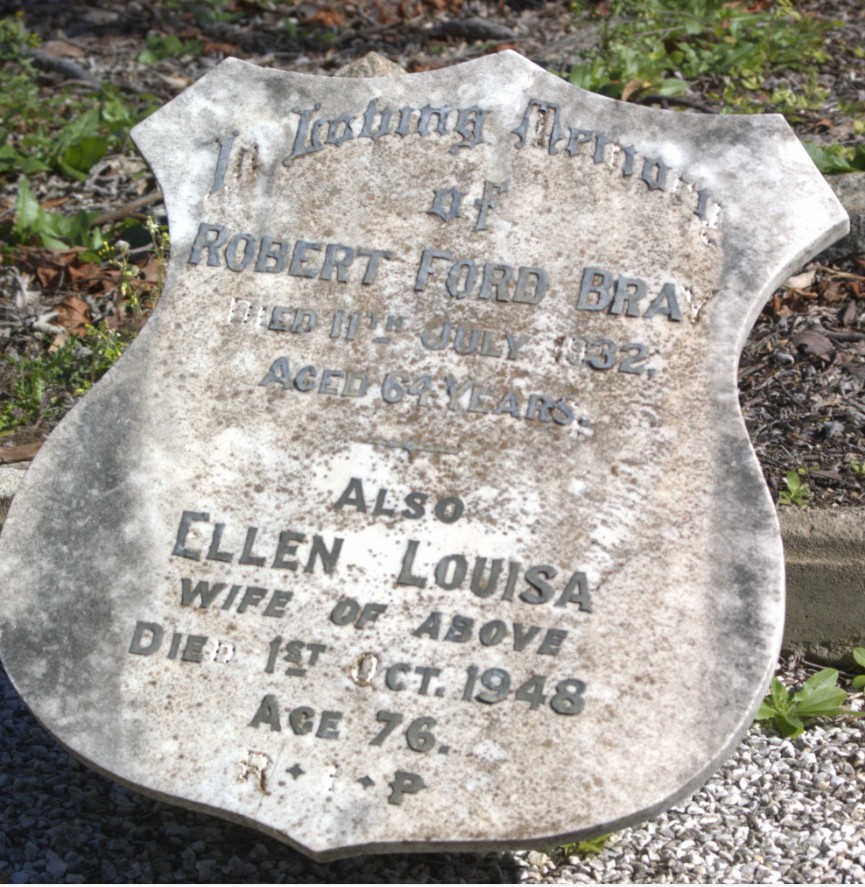 In Loving Memory
of
ROBERT FORD BRAY
DIED 11TH JULY 1932,
AGED 64 YEARS.
ALSO
ELLEN LOUISA
WIFE OF ABOVE
DIED 1ST OCT. 1948
AGE 76.
R·I·P